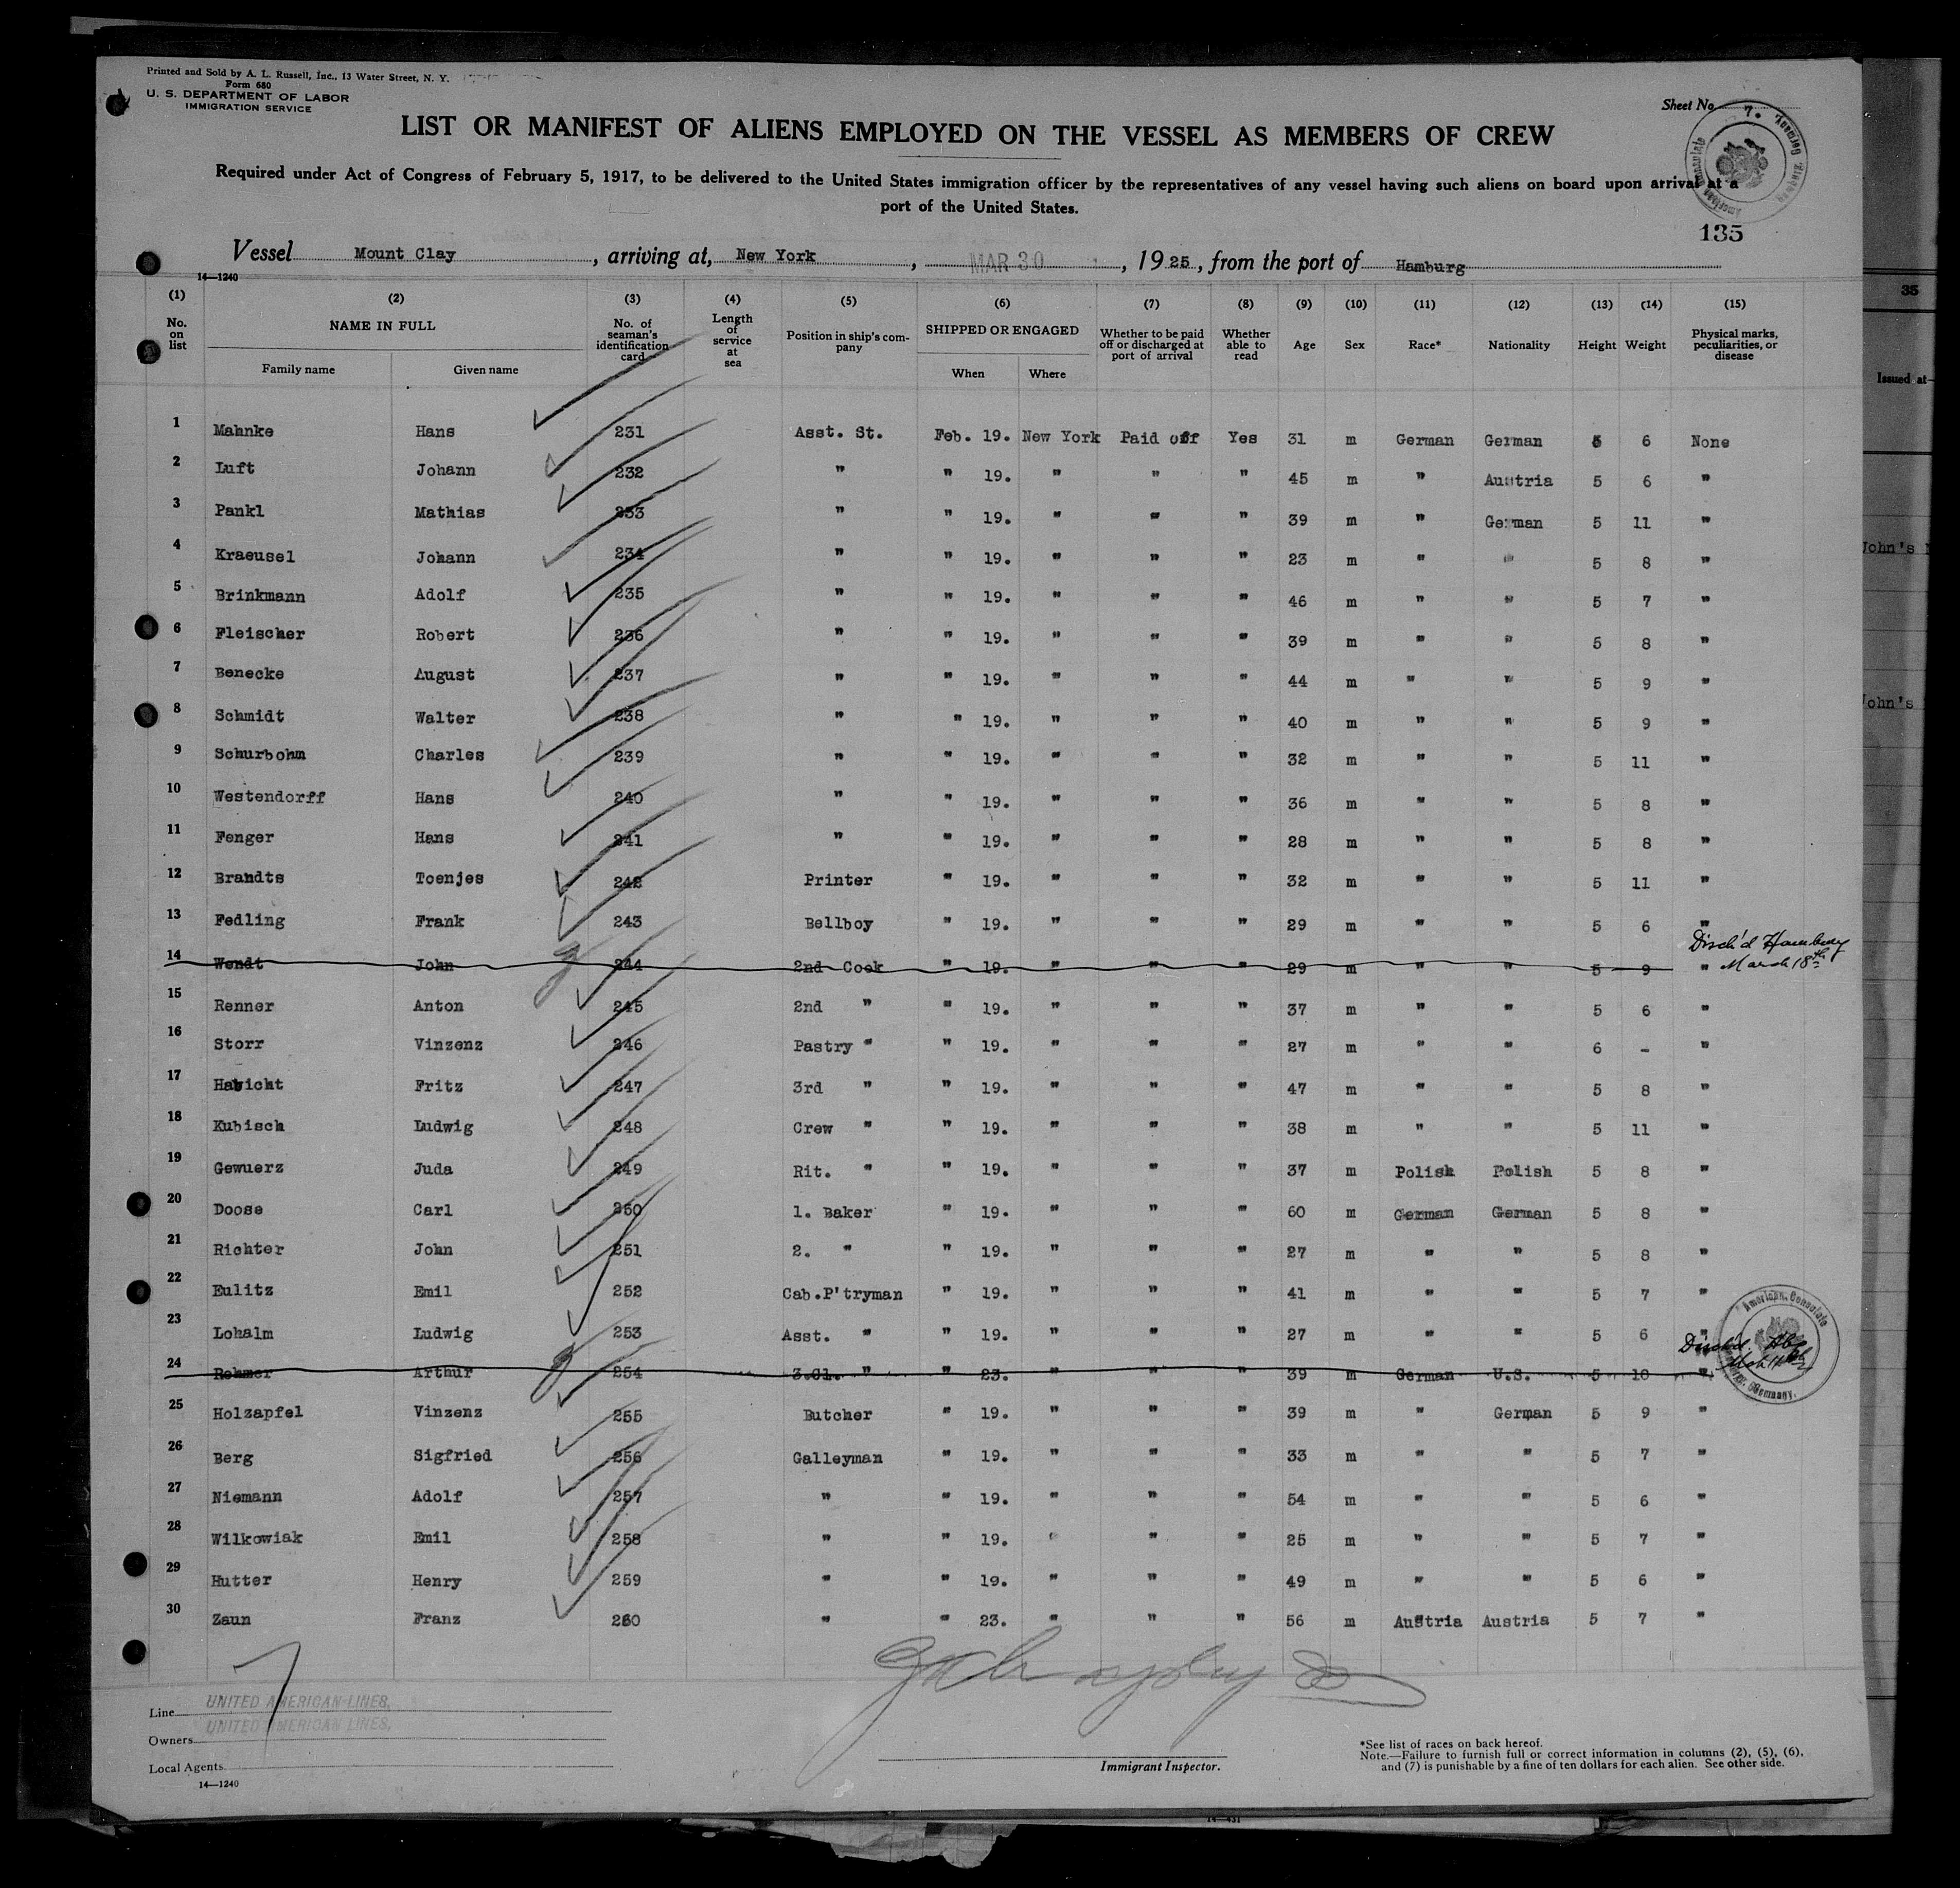 Printed and Sold by A. L. Russell, Inc., 13 Water Street, N. Y.
Form 680
U. S. DEPARTMENT OF LABOR
IMMIGRATION SERVICE
Sheet No. 7.
LIST OR MANIFEST OF ALIENS EMPLOYED ON THE VESSEL AS MEMBERS OF CREW
Required under Act of Congress of February 5, 1917, to be delivered to the United States immigration officer by the representatives of any vessel having such aliens on board upon arrival at a
port of the United States.
135
Vessel Mount Clay, arriving at, New York, MAR 30, 1925, from the port of Hamburg
14—1240
(1) (2) (3) (4) (5) (6) (7) (8) (9) (10) (11) (12) (13) (14) (15)
No. on list NAME IN FULL No. of seaman's identification card Length of service at sea Position in ship's company SHIPPED OR ENGAGED Whether to be paid off or discharged at port of arrival Whether able to read Age Sex Race* Nationality Height Weight Physical marks, peculiarities, or disease
Family name Given name When Where
1 Mahnke Hans 231 Asst. St. Feb. 19. New York Paid off Yes 31 m German German 5 6 None
2 Luft Johann 232 " " 19. " " " 45 m " Austria 5 6 "
3 Pankl Mathias 233 " " 19. " " " 39 m " German 5 11 "
4 Kraeusel Johann 234 " " 19. " " " 23 m " " 5 8 "
5 Brinkmann Adolf 235 " " 19. " " " 46 m " " 5 7 "
6 Fleischer Robert 236 " " 19. " " " 39 m " " 5 8 "
7 Benecke August 237 " " 19. " " " 44 m " " 5 9 "
8 Schmidt Walter 238 " " 19. " " " 40 m " " 5 9 "
9 Schurbohm Charles 239 " " 19. " " " 32 m " " 5 11 "
10 Westendorff Hans 240 " " 19. " " " 36 m " " 5 8 "
11 Fenger Hans 241 " " 19. " " " 28 m " " 5 8 "
12 Brandts Toenjes 242 Printer " 19. " " " 32 m " " 5 11 "
13 Fedling Frank 243 Bellboy " 19. " " " 29 m " " 5 6 "
Disch'd Hamburg
14 Wendt John 244 2nd Cook " 19. " " " 29 m " " 5 9 " March 18th
15 Renner Anton 245 2nd " " 19. " " " 37 m " " 5 6 "
16 Storr Vinzenz 246 Pastry " " 19. " " " 27 m " " 6 - "
17 Habicht Fritz 247 3rd " " 19. " " " 47 m " " 5 8 "
18 Kubisch Ludwig 248 Crew " " 19. " " " 38 m " " 5 11 "
19 Gewuerz Juda 249 Rit. " " 19. " " " 37 m Polish Polish 5 8 "
20 Doose Carl 250 1. Baker " 19. " " " 60 m German German 5 8 "
21 Richter John 251 2. " " 19. " " " 27 m " " 5 8 "
22 Eulitz Emil 252 Cab.P'tryman " 19. " " " 41 m " " 5 7 "
23 Lohalm Ludwig 253 Asst. " " 19. " " " 27 m " " 5 6 "
Disch'd.
24 Rohmer Arthur 254 3.Cl. " " 23. " " " 39 m German U.S. 5 10 "
25 Holzapfel Vinzenz 255 Butcher " 19. " " " 39 m " German 5 9 "
26 Berg Sigfried 256 Galleyman " 19. " " " 33 m " " 5 7 "
27 Niemann Adolf 257 " " 19. " " " 54 m " " 5 6 "
28 Wilkowiak Emil 258 " " 19. " " " 25 m " " 5 7 "
29 Hutter Henry 259 " " 19. " " " 49 m " " 5 6 "
30 Zaun Franz 260 " " 23. " " " 56 m Austria Austria 5 7 "
American Consulate
Germany.
Line UNITED AMERICAN LINES,
UNITED AMERICAN LINES,
Owners
Local Agents
14—1240
Immigrant Inspector.
*See list of races on back hereof.
Note.—Failure to furnish full or correct information in columns (2), (5), (6),
and (7) is punishable by a fine of ten dollars for each alien. See other side.
35
Issued at
John's
John's
14—431